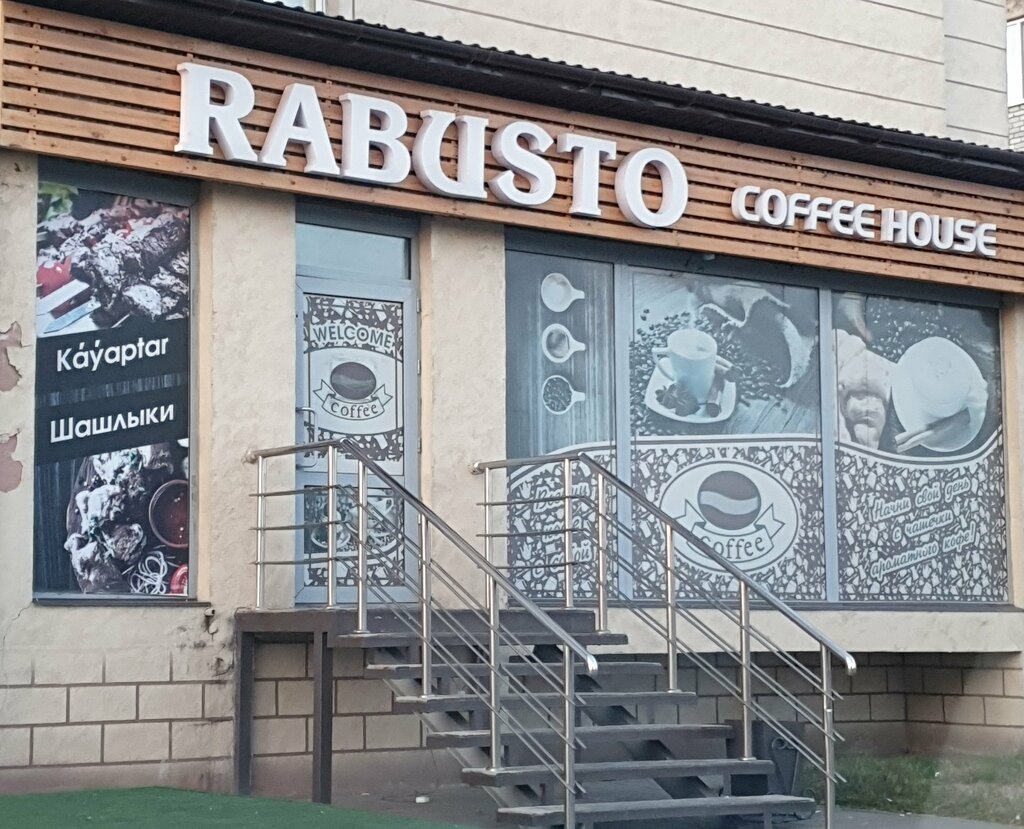 RABUSTO
COFFEE HOUSE
Káýaptar
Шашлыки
WELCOME
Coffee
Coffee
Начни свой день
с чашечки
ароматного кофе!